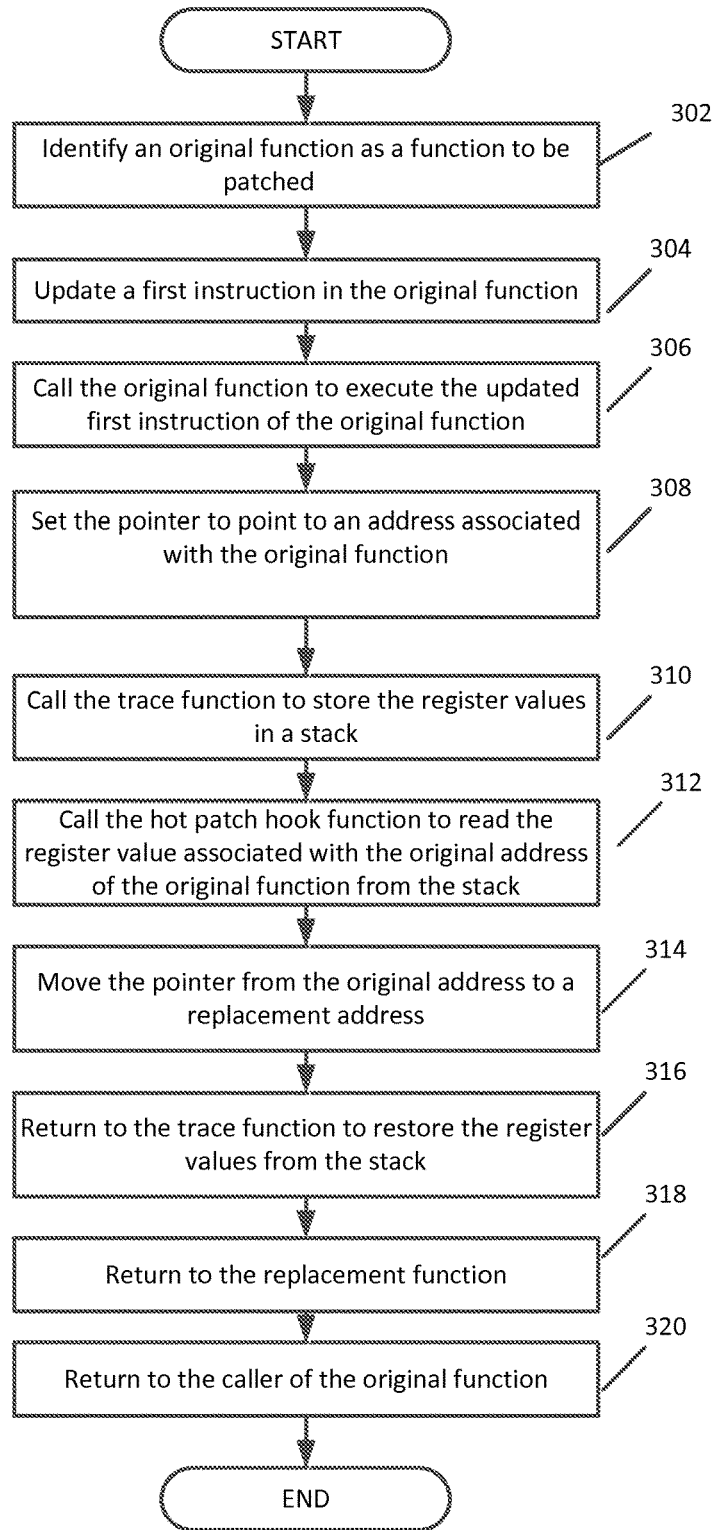 START
302
Identify an original function as a function to be
patched
304
Update a first instruction in the original function
306
Call the original function to execute the updated
first instruction of the original function
308
Set the pointer to point to an address associated
with the original function
310
Call the trace function to store the register values
in a stack
312
Call the hot patch hook function to read the
register value associated with the original address
of the original function from the stack
314
Move the pointer from the original address to a
replacement address
316
Return to the trace function to restore the register
values from the stack
318
Return to the replacement function
320
Return to the caller of the original function
END